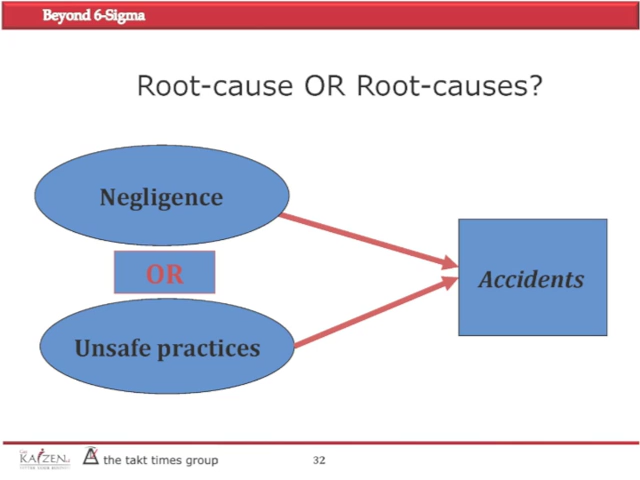 Beyond 6-Sigma
Root-cause OR Root-causes?
Negligence
OR
Unsafe practices
Accidents
KAIZEN
the takt times group
32